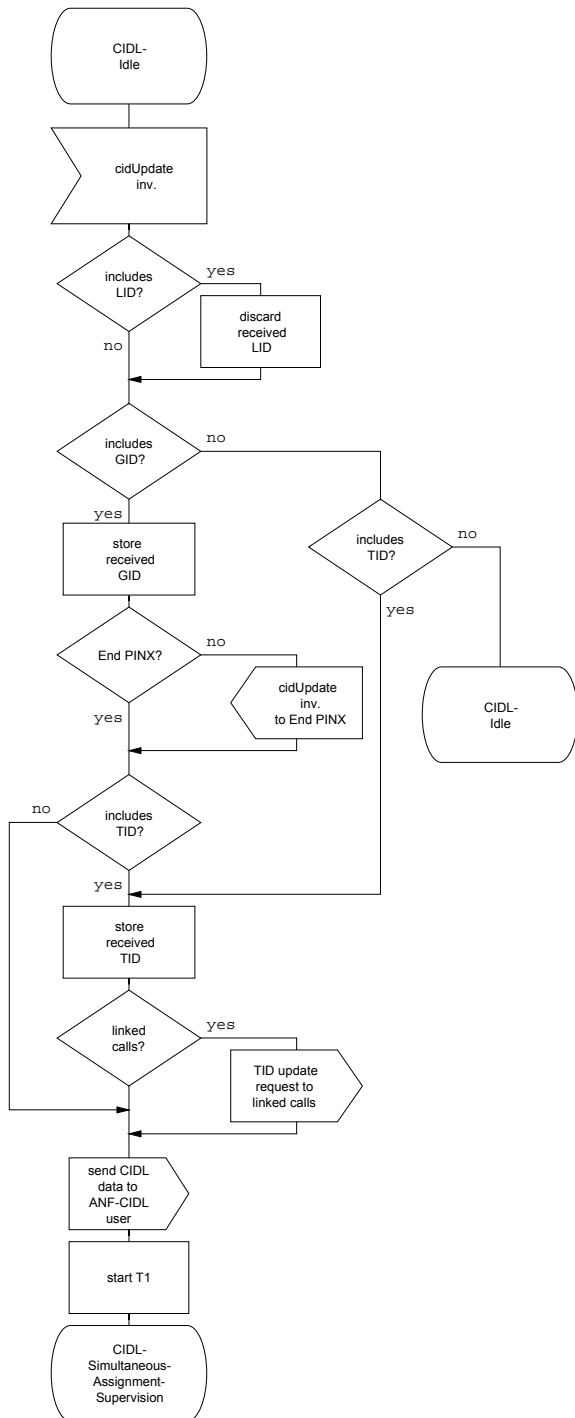 CIDL-
Idle
cidUpdate
inv.
includes
LID?
yes
no
discard
received
LID
includes
GID?
no
yes
store
received
GID
includes
TID?
no
yes
End PINX?
no
yes
cidUpdate
inv.
to End PINX
CIDL-
Idle
includes
TID?
no
yes
store
received
TID
linked
calls?
yes
no
TID update
request to
linked calls
send CIDL
data to
ANF-CIDL
user
start T1
CIDL-
Simultaneous-
Assignment-
Supervision